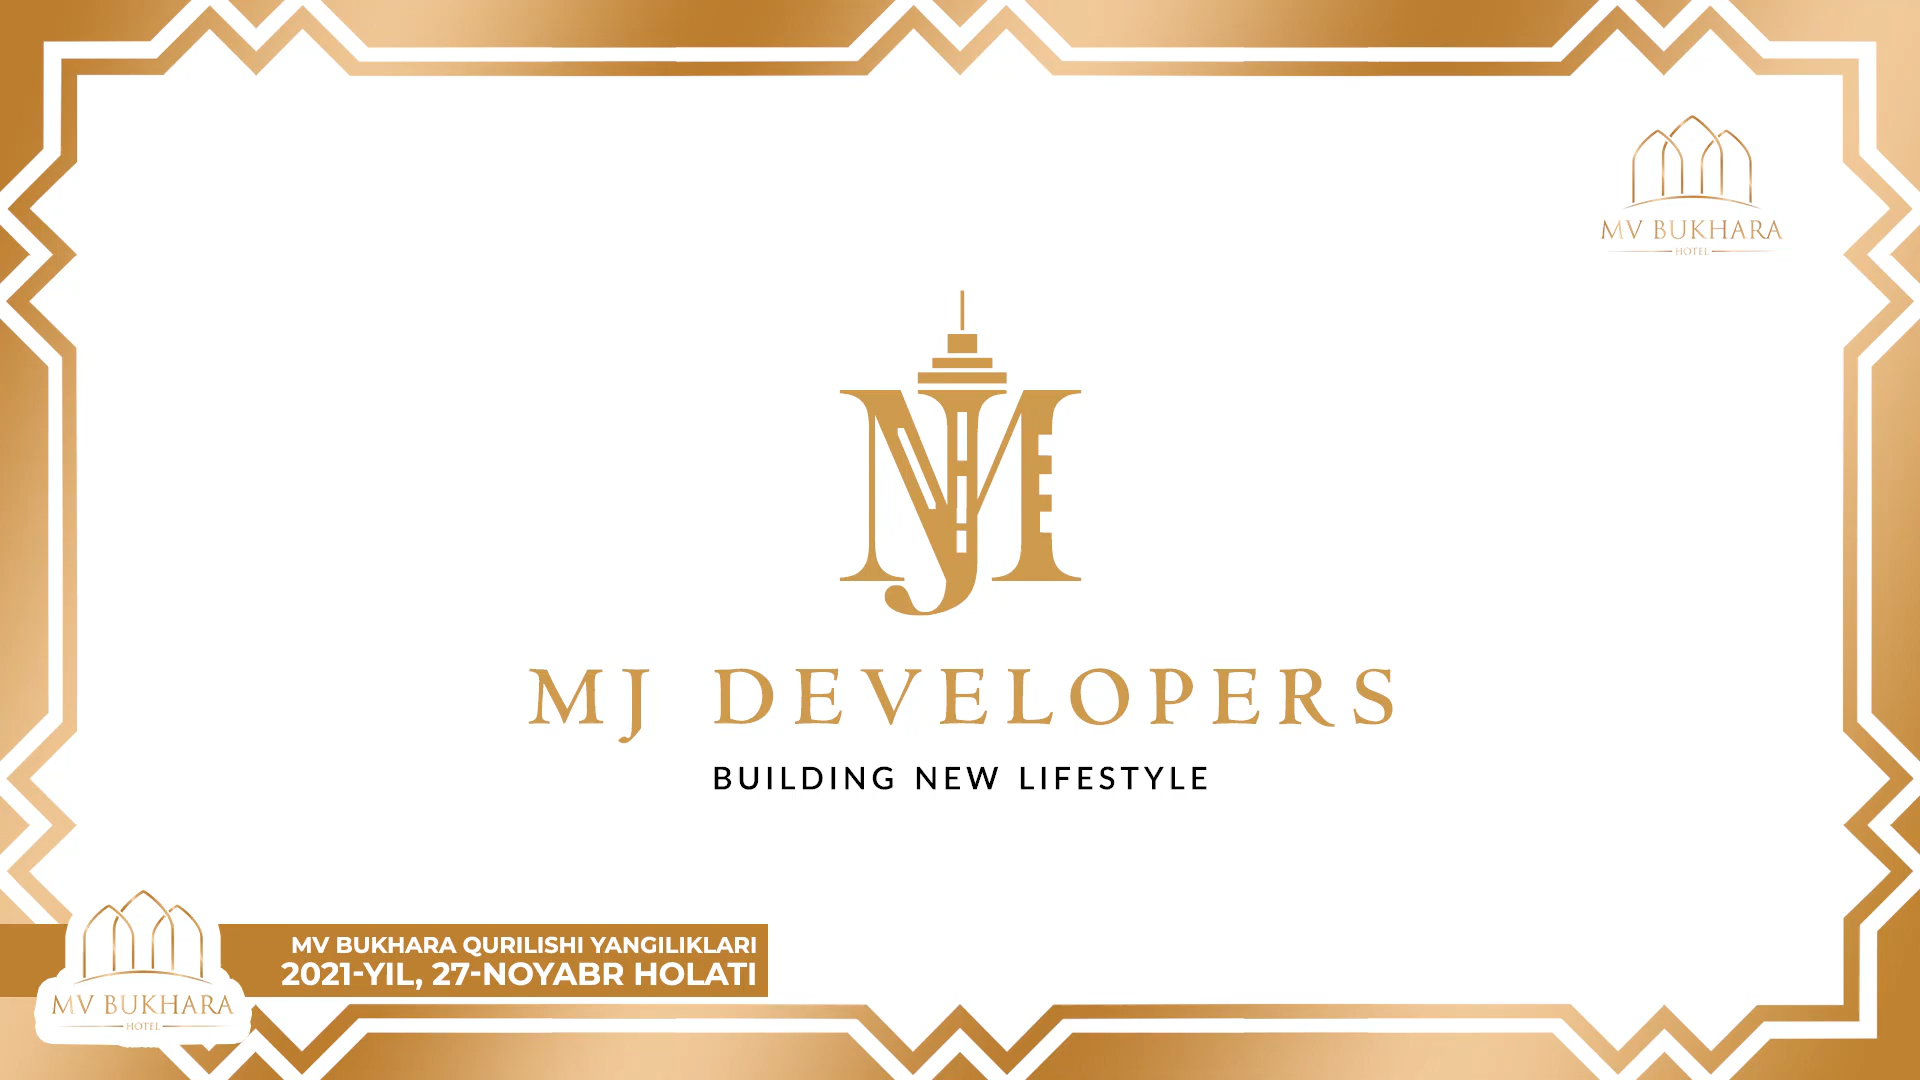 MV BUKHARA
HOTEL
MJ
MJ DEVELOPERS
BUILDING NEW LIFESTYLE
MV BUKHARA QURILISHI YANGILIKLARI
2021-YIL, 27-NOYABR HOLATI
MV BUKHARA
HOTEL